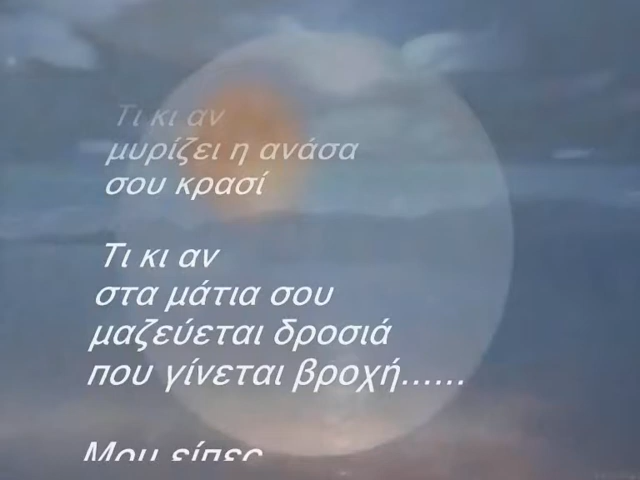 Τι κι αν
μυρίζει η ανάσα
σου κρασί
Τι κι αν
στα μάτια σου
μαζεύεται δροσιά
που γίνεται βροχή......
Μου είπες